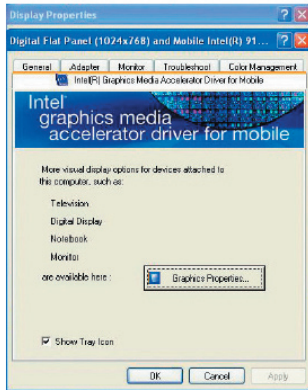 Display Properties
Digital Flat Panel (1024x768) and Mobile Intel(R) 91...
General Adapter Monitor Troubleshoot Color Management
Intel(R) Graphics Media Accelerator Driver for Mobile
Intel®
graphics media
accelerator driver for mobile
More visual display options for devices attached to
this computer, such as:
Television
Digital Display
Notebook
Monitor
are available here :
Graphics Properties...
Show Tray Icon
OK Cancel Apply